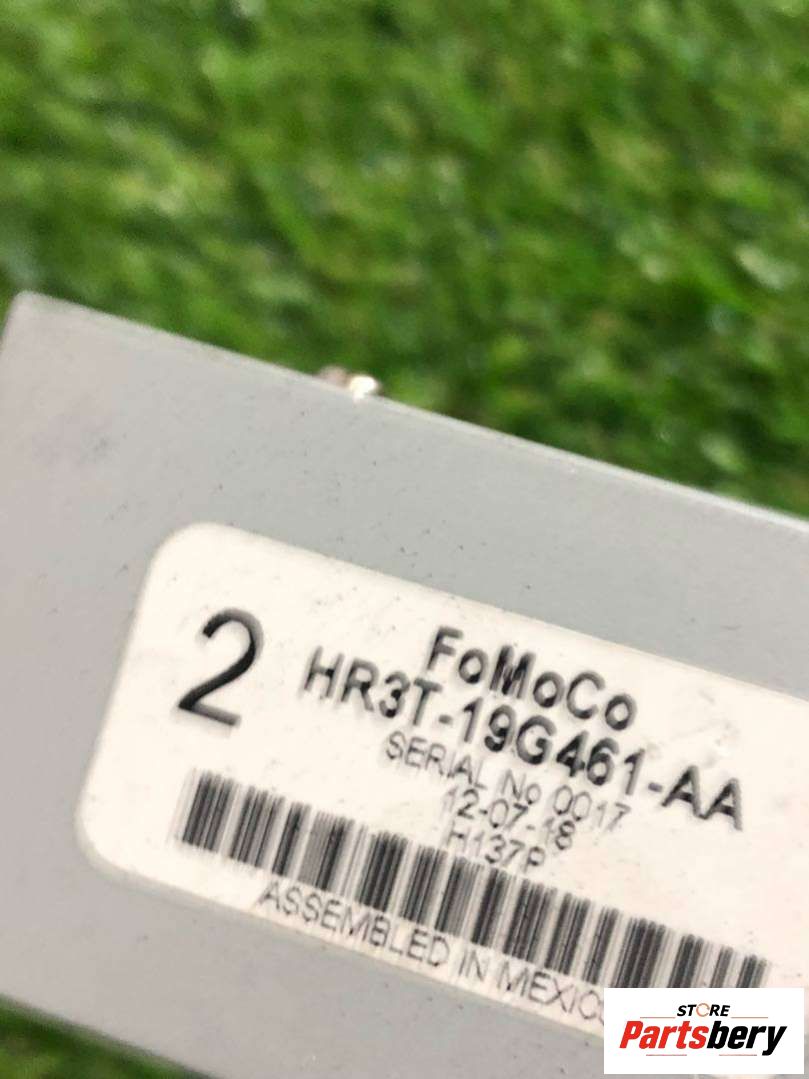 2
FoMoCo
HR3T-19G461-AA
SERIAL No 0017
12-07-18
H137P
ASSEMBLED IN MEXICO
STORE
Partsbery